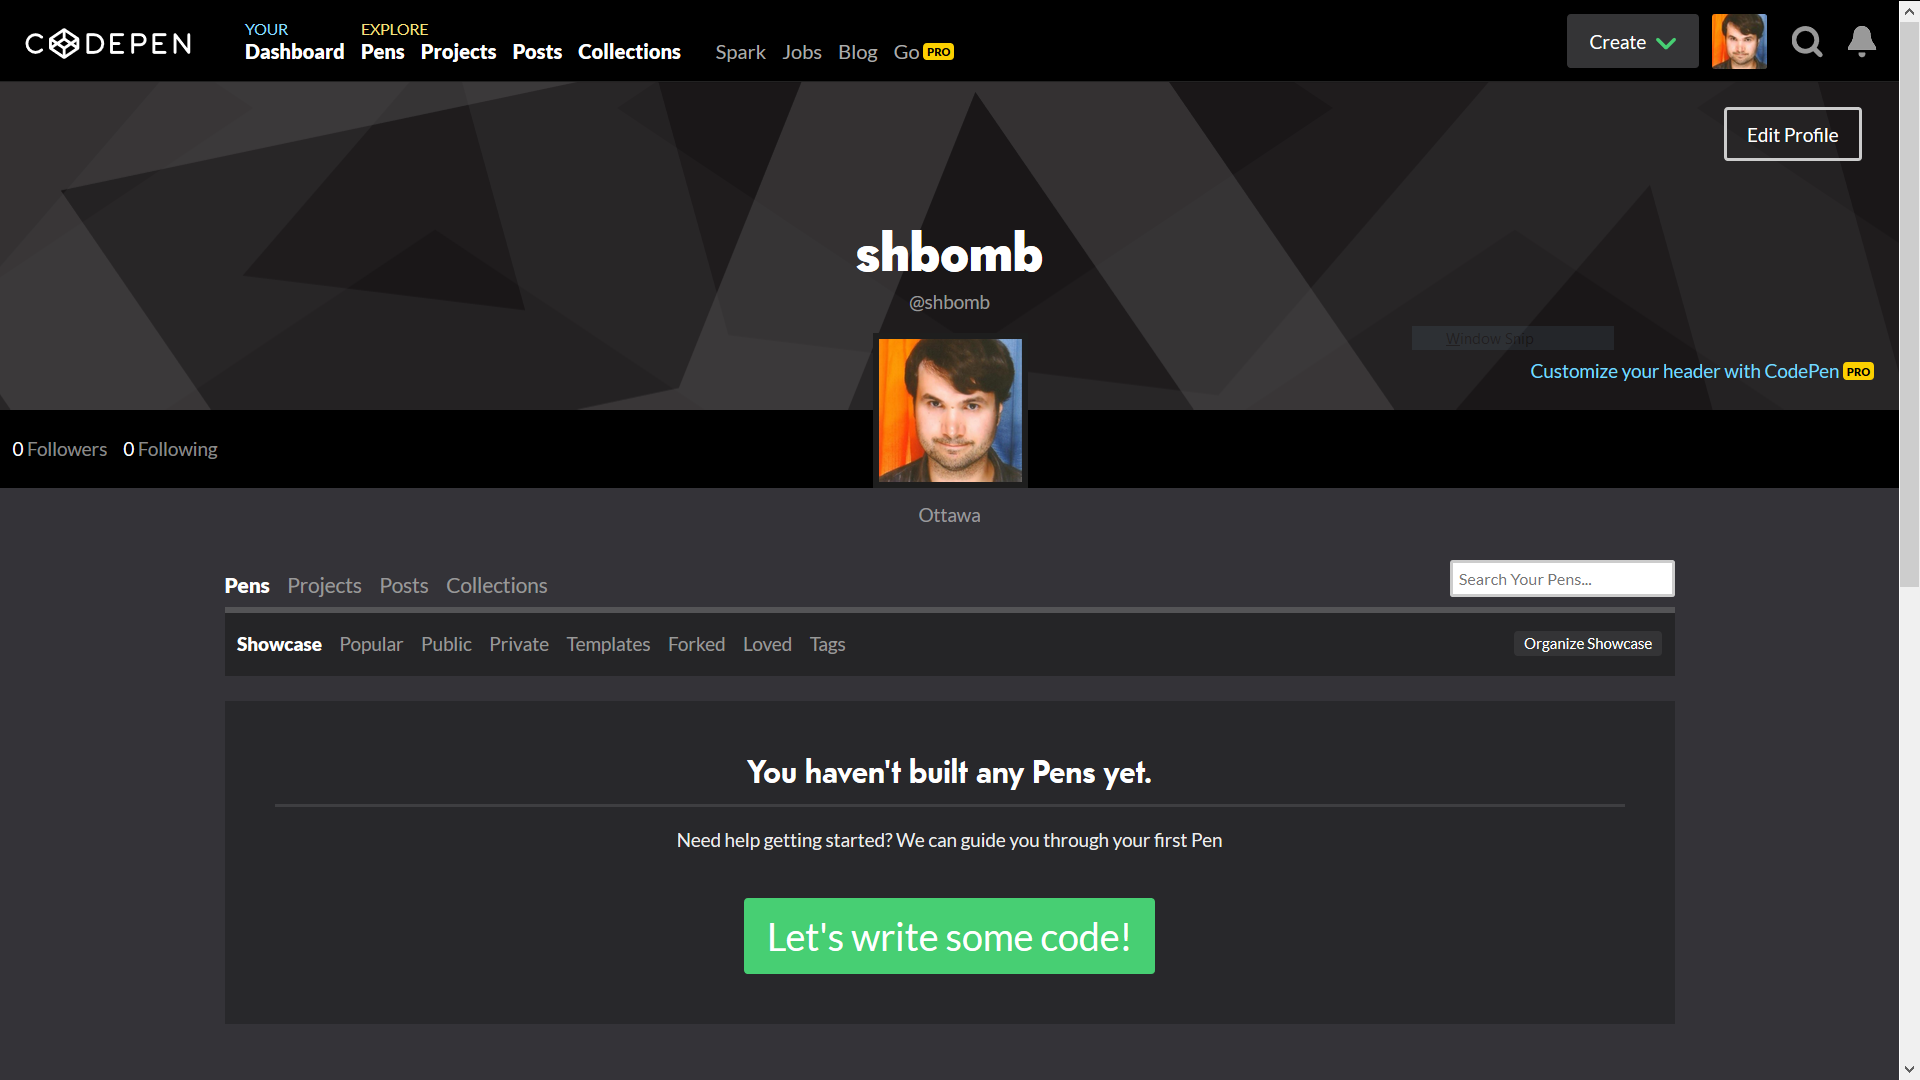 CODEPEN
YOUR
Dashboard
EXPLORE
Pens Projects Posts Collections
Spark Jobs Blog Go PRO
Create
Edit Profile
shbomb
@shbomb
Window Snip
Customize your header with CodePen PRO
0 Followers 0 Following
Ottawa
Pens Projects Posts Collections
Search Your Pens...
Showcase Popular Public Private Templates Forked Loved Tags
Organize Showcase
You haven't built any Pens yet.
Need help getting started? We can guide you through your first Pen
Let's write some code!